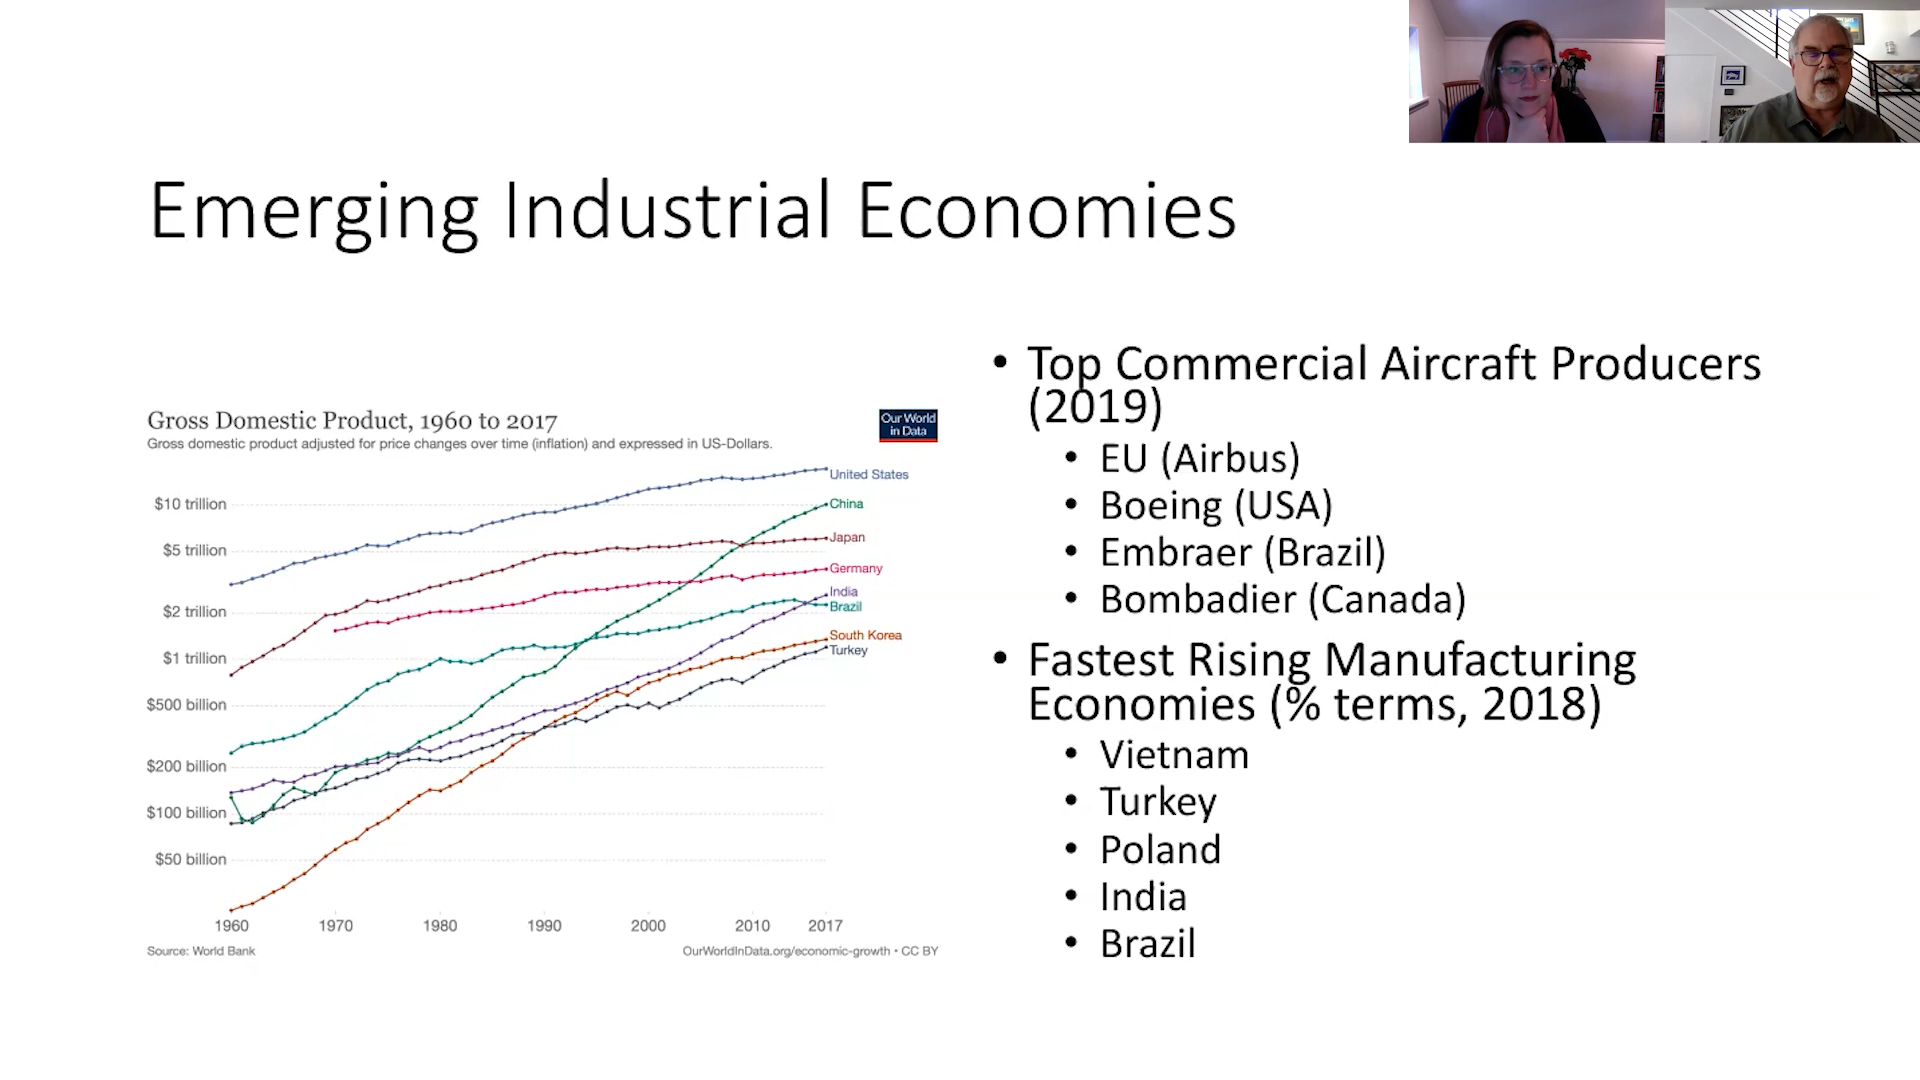 Emerging Industrial Economies
Gross Domestic Product, 1960 to 2017
Gross domestic product adjusted for price changes over time (inflation) and expressed in US-Dollars.
Our World
in Data
$10 trillion
$5 trillion
$2 trillion
$1 trillion
$500 billion
$200 billion
$100 billion
$50 billion
United States
China
Japan
Germany
India
Brazil
South Korea
Turkey
1960 1970 1980 1990 2000 2010 2017
Source: World Bank
OurWorldInData.org/economic-growth • CC BY
• Top Commercial Aircraft Producers
(2019)
• EU (Airbus)
• Boeing (USA)
• Embraer (Brazil)
• Bombadier (Canada)
• Fastest Rising Manufacturing
Economies (% terms, 2018)
• Vietnam
• Turkey
• Poland
• India
• Brazil